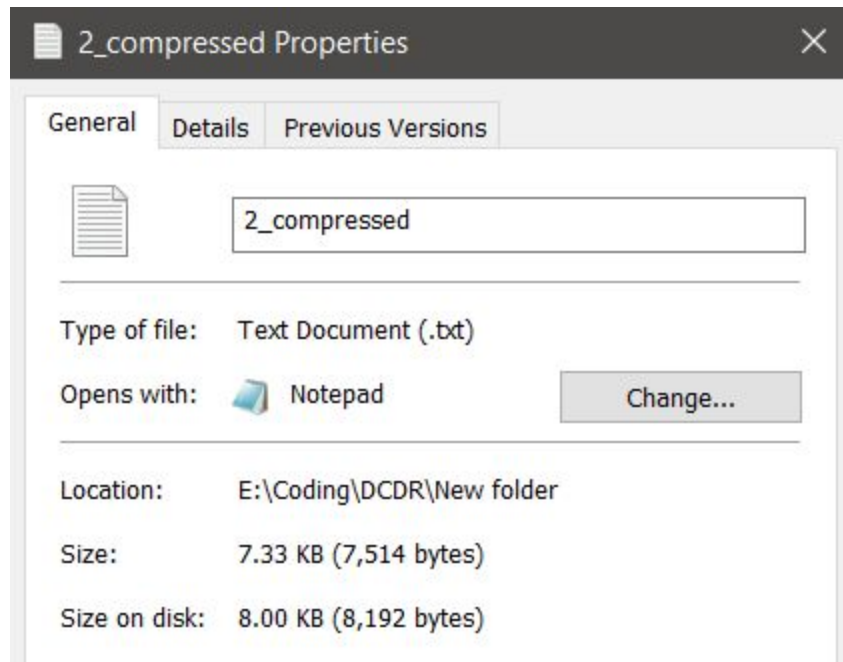 2_compressed Properties
General Details Previous Versions
2_compressed
Type of file: Text Document (.txt)
Opens with: Notepad Change...
Location: E:\Coding\DCDR\New folder
Size: 7.33 KB (7,514 bytes)
Size on disk: 8.00 KB (8,192 bytes)